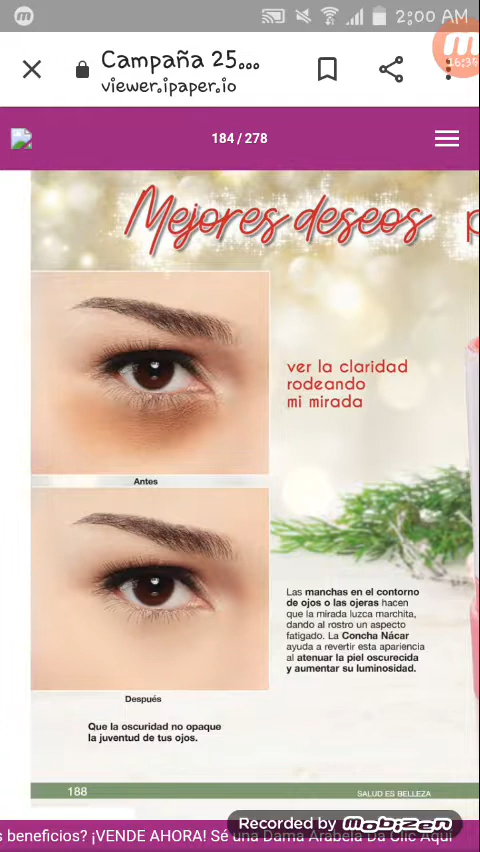 2:00 AM
Campaña 25...
viewer.ipaper.io
16:34
184 / 278
Mejores deseos p
ver la claridad
rodeando
mi mirada
Antes
Las manchas en el contorno
de ojos o las ojeras hacen
que la mirada luzca marchita,
dando al rostro un aspecto
fatigado. La Concha Nácar
ayuda a revertir esta apariencia
al atenuar la piel oscurecida
y aumentar su luminosidad.
Después
Que la oscuridad no opaque
la juventud de tus ojos.
188
SALUD ES BELLEZA
Recorded by MOBIZEN
s beneficios? ¡VENDE AHORA! Sé una Dama Arabela Da Clic Aquí